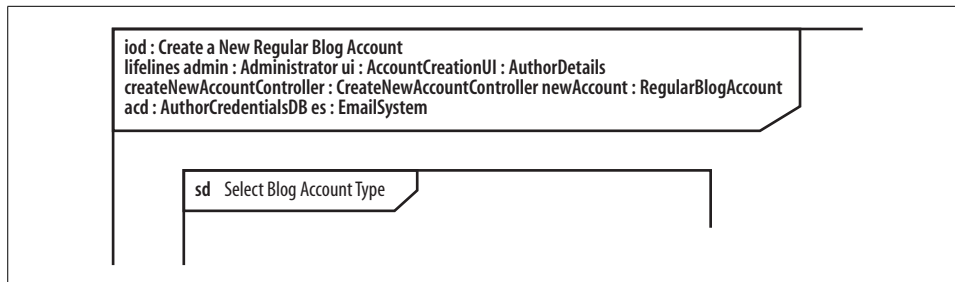 iod : Create a New Regular Blog Account
lifelines admin : Administrator ui : AccountCreationUI : AuthorDetails
createNewAccountController : CreateNewAccountController newAccount : RegularBlogAccount
acd : AuthorCredentialsDB es : EmailSystem
sd Select Blog Account Type